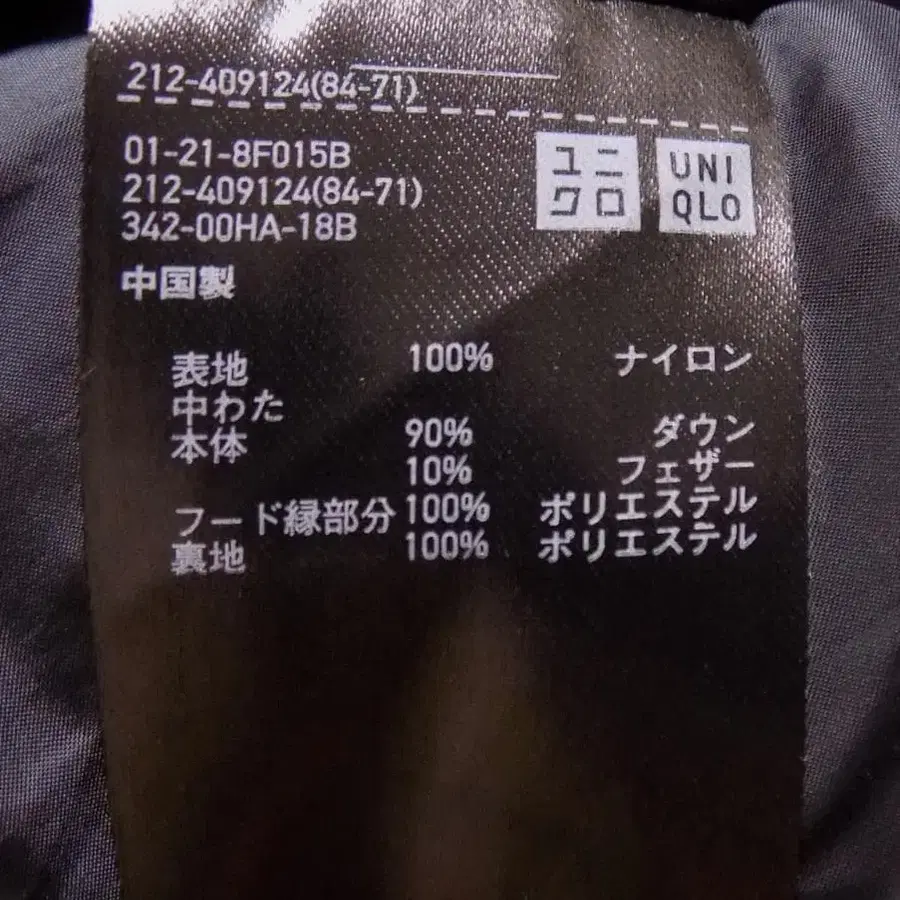 212-409124(84-71)
01-21-8F015B
212-409124(84-71)
342-00HA-18B
ユニ
クロ
UNI
QLO
中国製
表地 100% ナイロン
中わた
本体 90% ダウン
10% フェザー
フード縁部分 100% ポリエステル
裏地 100% ポリエステル